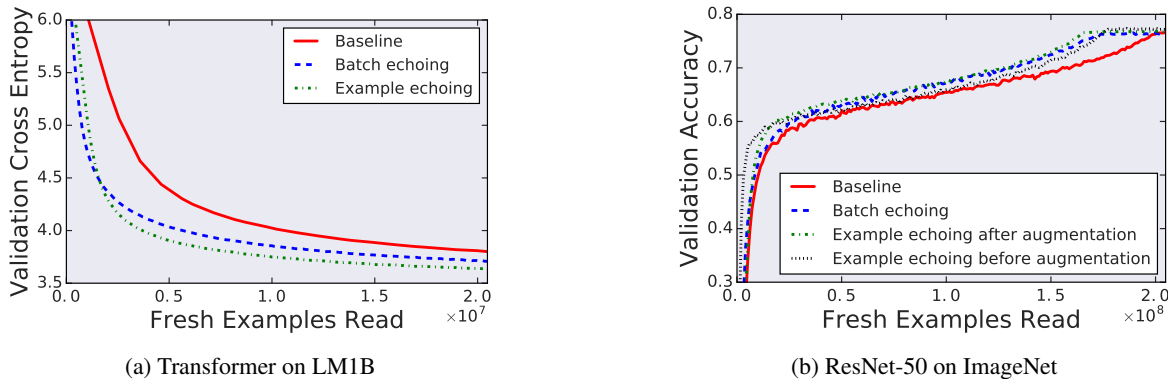 6.0
5.5
5.0
4.5
4.0
3.5
Validation Cross Entropy
Baseline
Batch echoing
Example echoing
0.0 0.5 1.0 1.5 2.0
×10⁷
Fresh Examples Read
(a) Transformer on LM1B
0.8
0.7
0.6
0.5
0.4
0.3
Validation Accuracy
Baseline
Batch echoing
Example echoing after augmentation
Example echoing before augmentation
0.0 0.5 1.0 1.5 2.0
×10⁸
Fresh Examples Read
(b) ResNet-50 on ImageNet